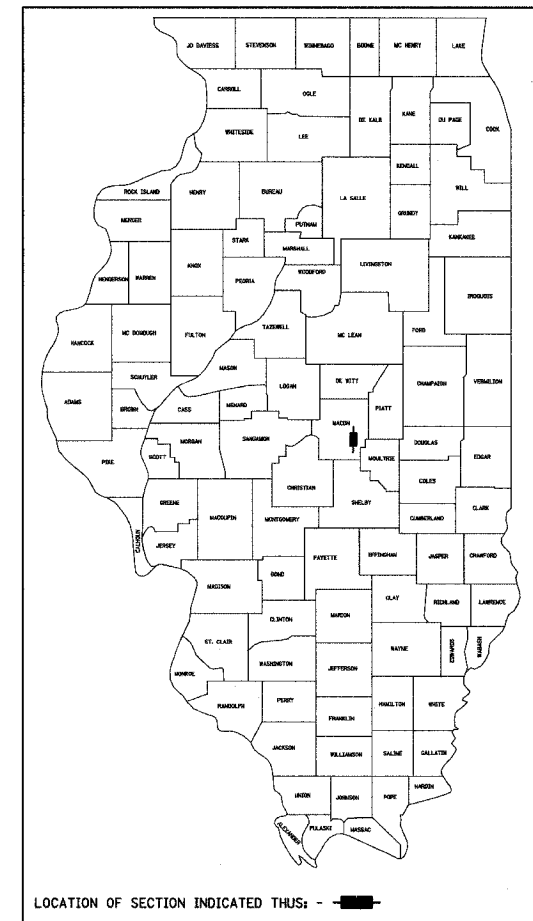 JO DAVIESS STEVENSON WINNEBAGO BOONE MC HENRY LAKE
CARROLL OGLE
DE KALB KANE DU PAGE COOK
WHITESIDE LEE
KENDALL WILL
ROCK ISLAND HENRY BUREAU LA SALLE GRUNDY
MERCER PUTNAM KANKAKEE
STARK MARSHALL LIVINGSTON
HENDERSON WARREN KNOX PEORIA WOODFORD IROQUOIS
HANCOCK MC DONOUGH FULTON TAZEWELL MC LEAN FORD
MASON
SCHUYLER LOGAN DE WITT CHAMPAIGN VERMILION
ADAMS BROWN CASS MENARD PIATT
MACON
PIKE SCOTT MORGAN SANGAMON MOULTRIE DOUGLAS EDGAR
CHRISTIAN COLES
SHELBY
GREENE MACOUPIN MONTGOMERY CUMBERLAND CLARK
CALHOUN JERSEY
FAYETTE EFFINGHAM JASPER CRAWFORD
MADISON BOND
CLAY RICHLAND LAWRENCE
CLINTON MARION
ST. CLAIR WAYNE EDWARDS WABASH
WASHINGTON JEFFERSON
MONROE
RANDOLPH PERRY HAMILTON WHITE
FRANKLIN
JACKSON WILLIAMSON SALINE GALLATIN
UNION JOHNSON POPE HARDIN
ALEXANDER PULASKI MASSAC
LOCATION OF SECTION INDICATED THUS: -